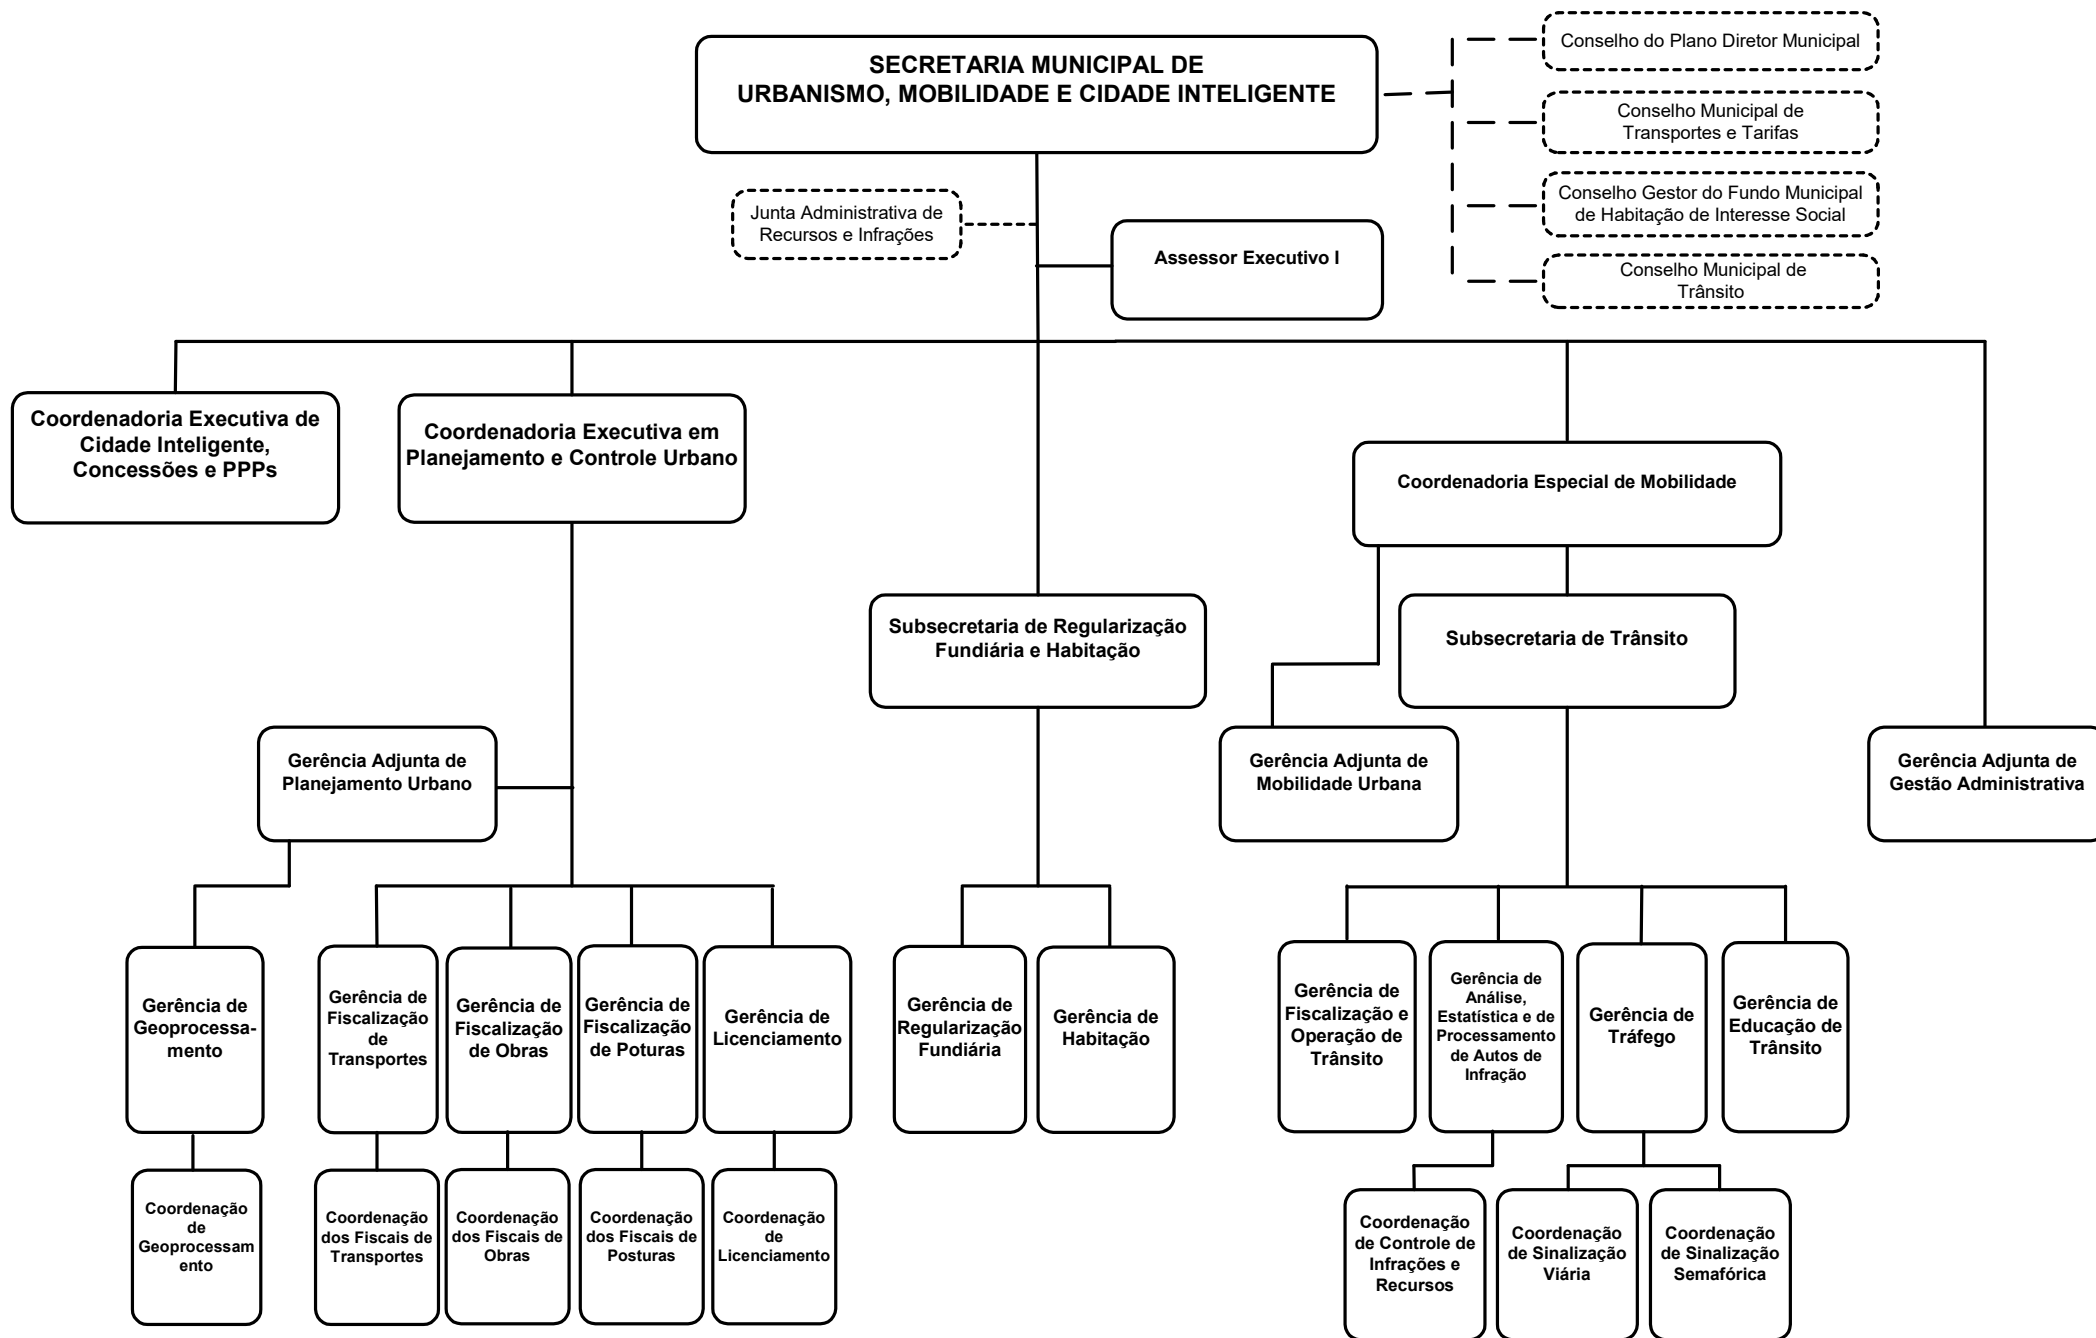 SECRETARIA MUNICIPAL DE
URBANISMO, MOBILIDADE E CIDADE INTELIGENTE
Conselho do Plano Diretor Municipal
Conselho Municipal de
Transportes e Tarifas
Conselho Gestor do Fundo Municipal
de Habitação de Interesse Social
Conselho Municipal de
Trânsito
Junta Administrativa de
Recursos e Infrações
Assessor Executivo I
Coordenadoria Executiva de
Cidade Inteligente,
Concessões e PPPs
Coordenadoria Executiva em
Planejamento e Controle Urbano
Coordenadoria Especial de Mobilidade
Subsecretaria de Regularização
Fundiária e Habitação
Subsecretaria de Trânsito
Gerência Adjunta de
Planejamento Urbano
Gerência Adjunta de
Mobilidade Urbana
Gerência Adjunta de
Gestão Administrativa
Gerência de
Geoprocessa-
mento
Gerência de
Fiscalização
de
Transportes
Gerência de
Fiscalização
de Obras
Gerência de
Fiscalização
de Poturas
Gerência de
Licenciamento
Gerência de
Regularização
Fundiária
Gerência de
Habitação
Gerência de
Fiscalização e
Operação de
Trânsito
Gerência de
Análise,
Estatística e de
Processamento
de Autos de
Infração
Gerência de
Tráfego
Gerência de
Educação de
Trânsito
Coordenação
de
Geoprocessam
ento
Coordenação
dos Fiscais de
Transportes
Coordenação
dos Fiscais de
Obras
Coordenação
dos Fiscais de
Posturas
Coordenação
de
Licenciamento
Coordenação
de Controle de
Infrações e
Recursos
Coordenação
de Sinalização
Viária
Coordenação
de Sinalização
Semafórica